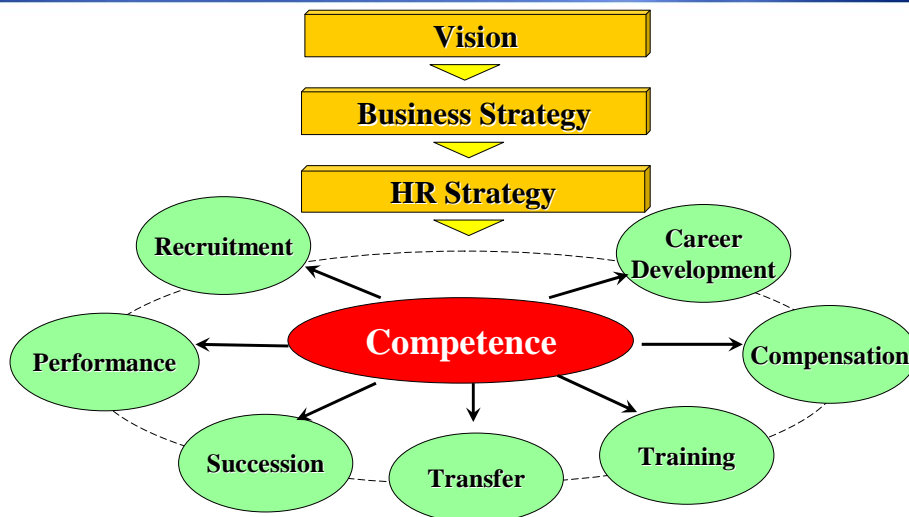 Vision
Business Strategy
HR Strategy
Recruitment
Career
Development
Performance
Competence
Compensation
Succession
Transfer
Training